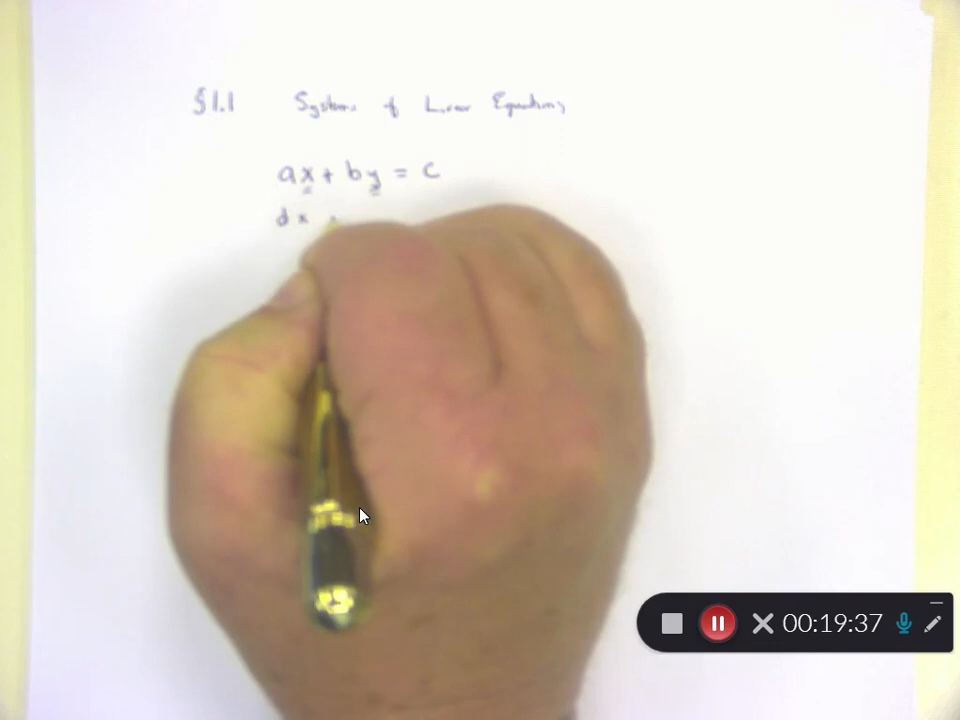 §1.1 Systems of Linear Equations
ax + by = c
dx +
00:19:37